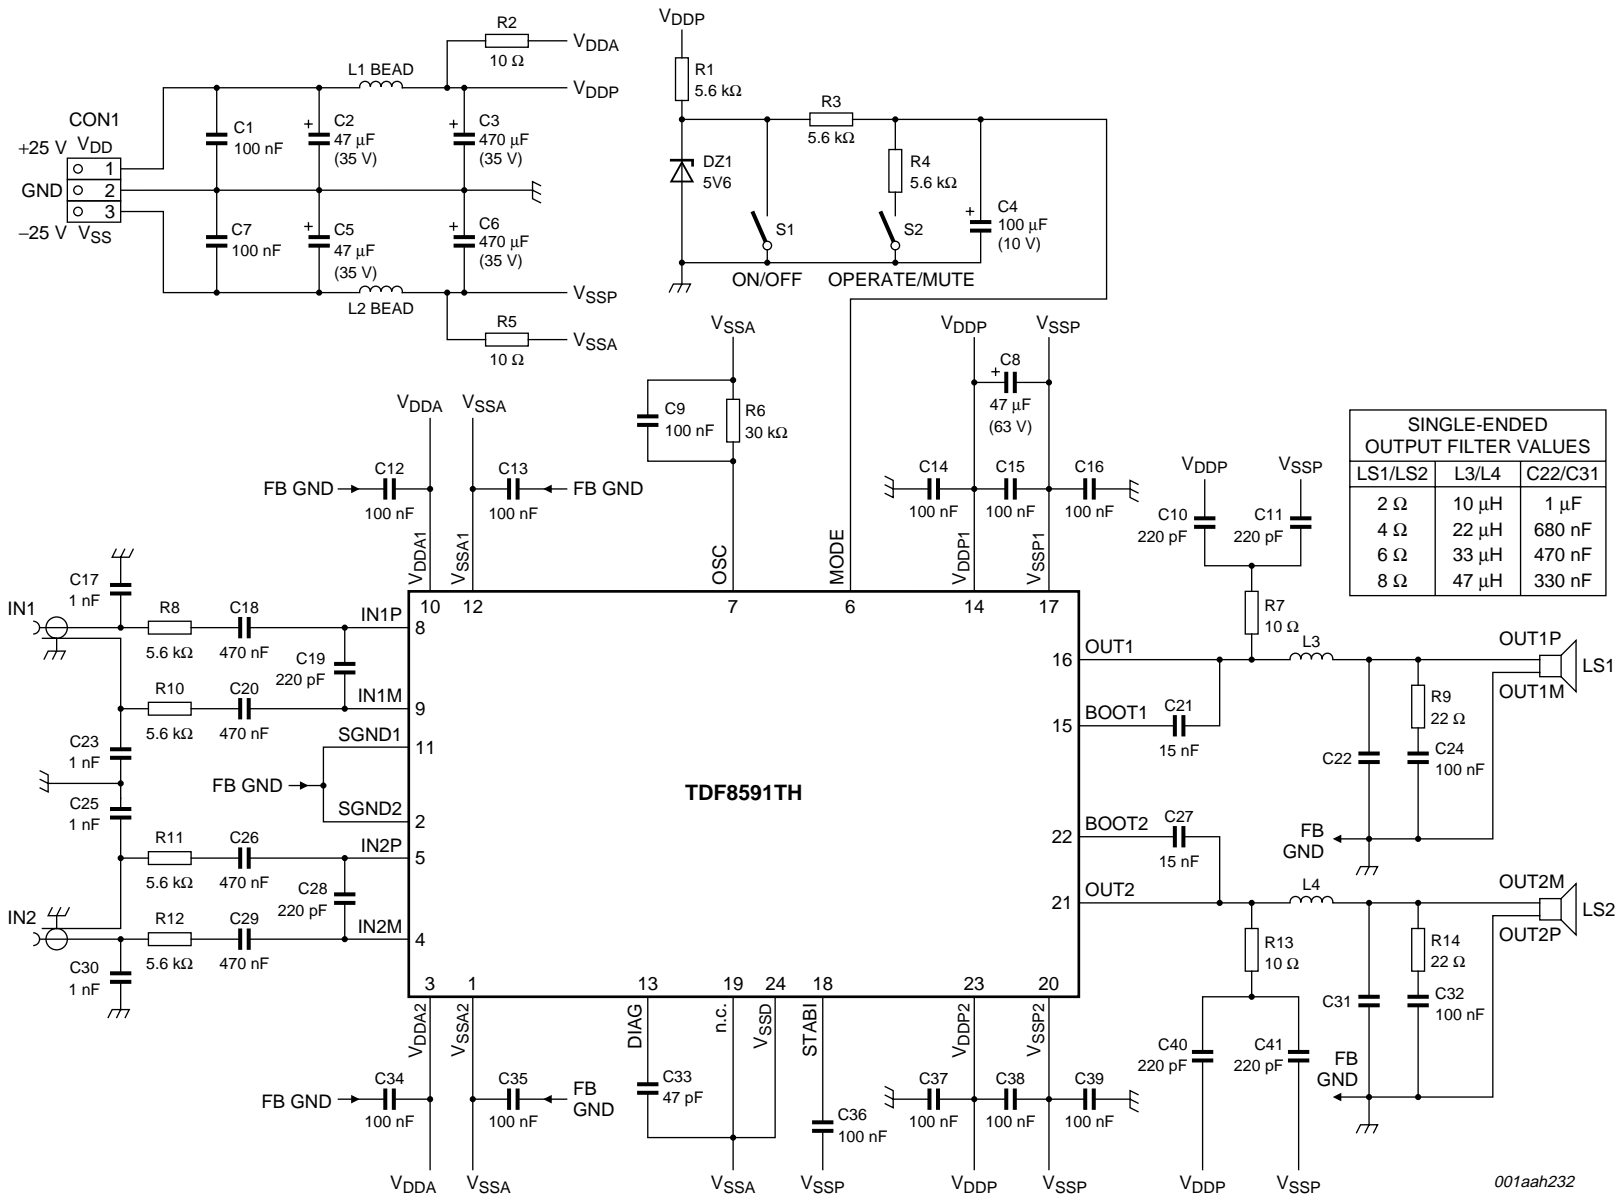 R2
10 Ω
VDDA
L1 BEAD
VDDP
CON1
+25 V VDD
C1
100 nF
C2
47 μF
(35 V)
C3
470 μF
(35 V)
1
GND
2
3
−25 V VSS
C7
100 nF
C5
47 μF
(35 V)
C6
470 μF
(35 V)
L2 BEAD
VSSP
R5
10 Ω
VSSA
VDDP
R1
5.6 kΩ
R3
5.6 kΩ
DZ1
5V6
R4
5.6 kΩ
S1
S2
C4
100 μF
(10 V)
ON/OFF
OPERATE/MUTE
VSSA
C9
100 nF
R6
30 kΩ
VDDP
VSSP
C8
47 μF
(63 V)
VDDA
VSSA
FB GND
C12
100 nF
C13
100 nF
FB GND
C14
100 nF
C15
100 nF
C16
100 nF
VDDP
VSSP
C10
220 pF
C11
220 pF
SINGLE-ENDED
OUTPUT FILTER VALUES
LS1/LS2 L3/L4 C22/C31
2 Ω 10 μH 1 μF
4 Ω 22 μH 680 nF
6 Ω 33 μH 470 nF
8 Ω 47 μH 330 nF
VDDA1
VSSA1
OSC
MODE
VDDP1
VSSP1
10
12
7
6
14
17
C17
1 nF
IN1
R8
5.6 kΩ
C18
470 nF
IN1P
8
C19
220 pF
R10
5.6 kΩ
C20
470 nF
IN1M
9
C23
1 nF
SGND1
11
FB GND
SGND2
2
C25
1 nF
R11
5.6 kΩ
C26
470 nF
IN2P
5
C28
220 pF
IN2
R12
5.6 kΩ
C29
470 nF
IN2M
4
C30
1 nF
TDF8591TH
R7
10 Ω
16
OUT1
L3
OUT1P
LS1
OUT1M
15
BOOT1
C21
15 nF
R9
22 Ω
C22
C24
100 nF
FB
GND
22
BOOT2
C27
15 nF
21
OUT2
L4
OUT2M
LS2
OUT2P
R13
10 Ω
R14
22 Ω
C31
C32
100 nF
FB
GND
C40
220 pF
C41
220 pF
VDDP
VSSP
3
1
13
19
24
18
23
20
VDDA2
VSSA2
DIAG
n.c.
VSSD
STABI
VDDP2
VSSP2
FB GND
C34
100 nF
C35
100 nF
FB
GND
C33
47 pF
C36
100 nF
C37
100 nF
C38
100 nF
C39
100 nF
VDDA
VSSA
VSSA
VSSP
VDDP
VSSP
001aah232